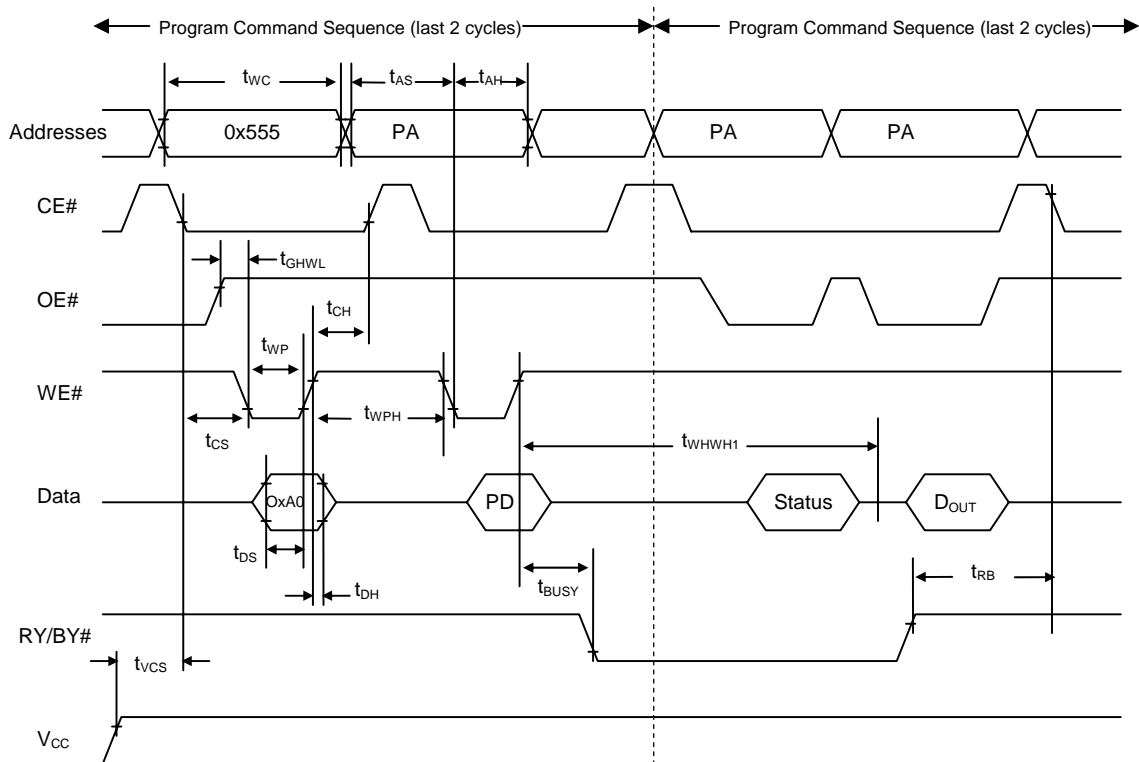 Program Command Sequence (last 2 cycles) Program Command Sequence (last 2 cycles)
tWC tAS tAH
Addresses 0x555 PA PA PA
CE#
tGHWL
OE#
tCH
tWP
WE#
tWPH
tCS tWHWH1
Data OxA0 PD Status DOUT
tDS tDH tBUSY tRB
RY/BY#
tVCS
VCC